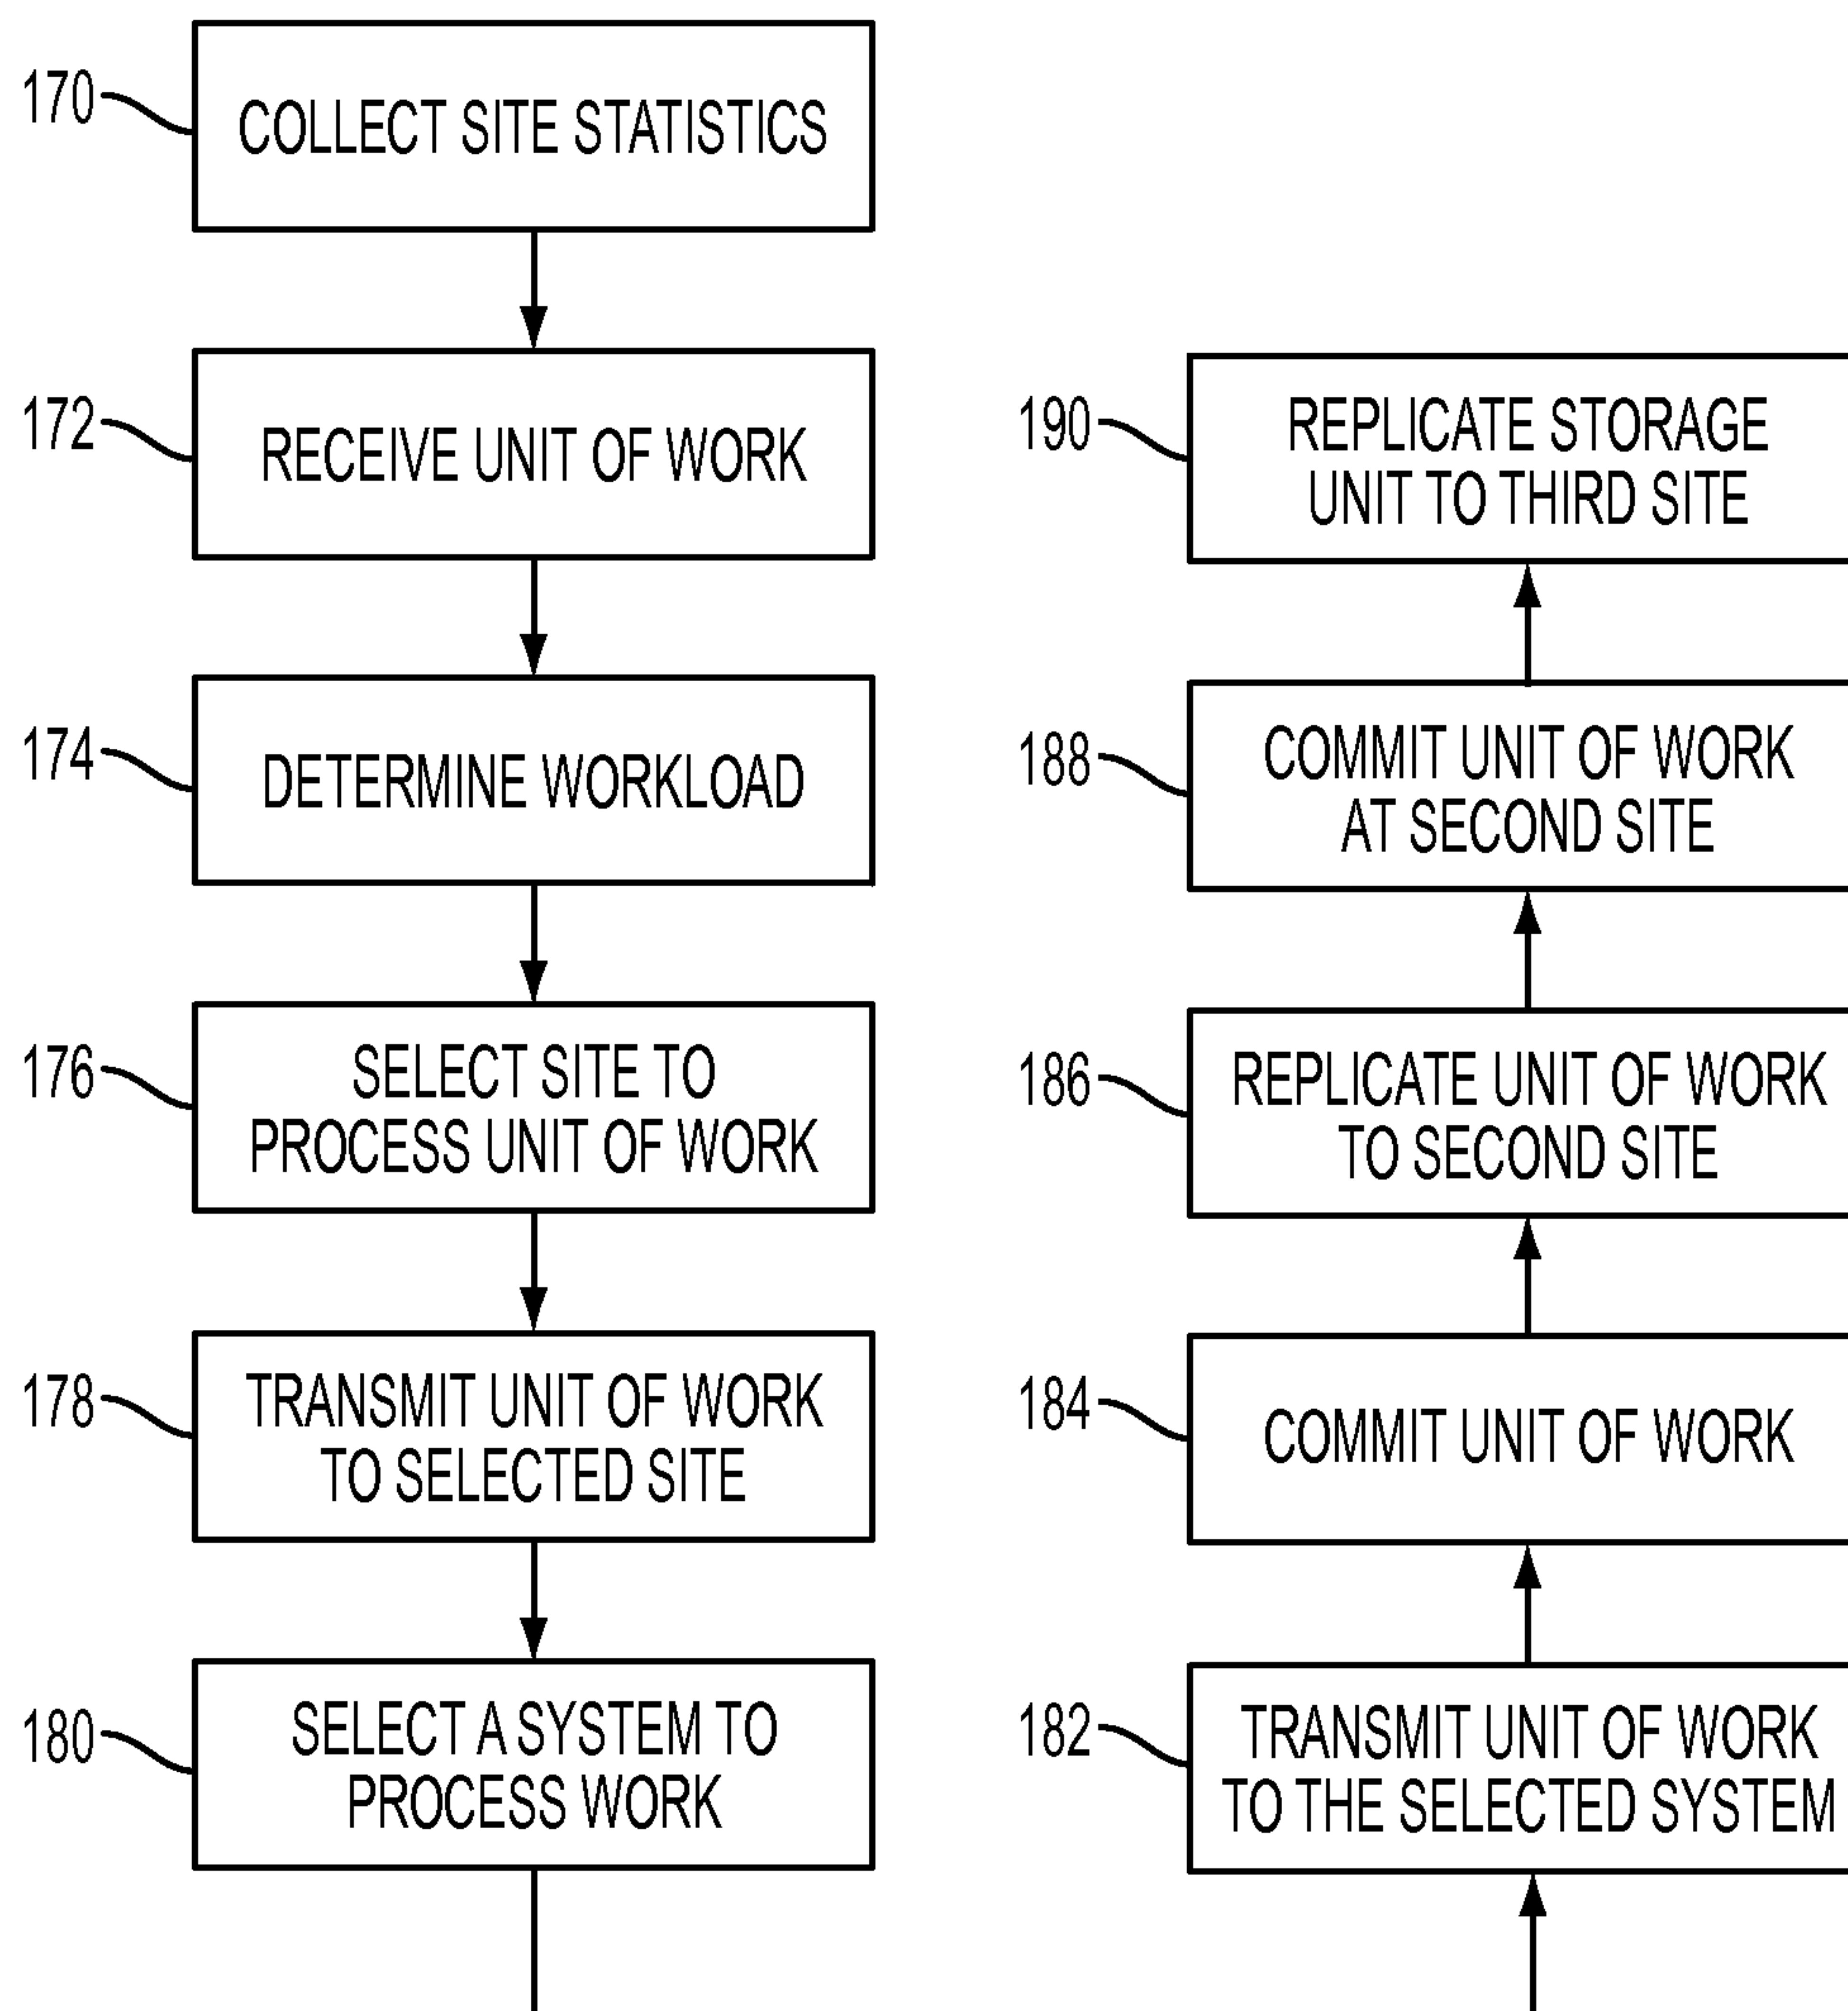 170
COLLECT SITE STATISTICS
172
RECEIVE UNIT OF WORK
174
DETERMINE WORKLOAD
176
SELECT SITE TO
PROCESS UNIT OF WORK
178
TRANSMIT UNIT OF WORK
TO SELECTED SITE
180
SELECT A SYSTEM TO
PROCESS WORK
190
REPLICATE STORAGE
UNIT TO THIRD SITE
188
COMMIT UNIT OF WORK
AT SECOND SITE
186
REPLICATE UNIT OF WORK
TO SECOND SITE
184
COMMIT UNIT OF WORK
182
TRANSMIT UNIT OF WORK
TO THE SELECTED SYSTEM